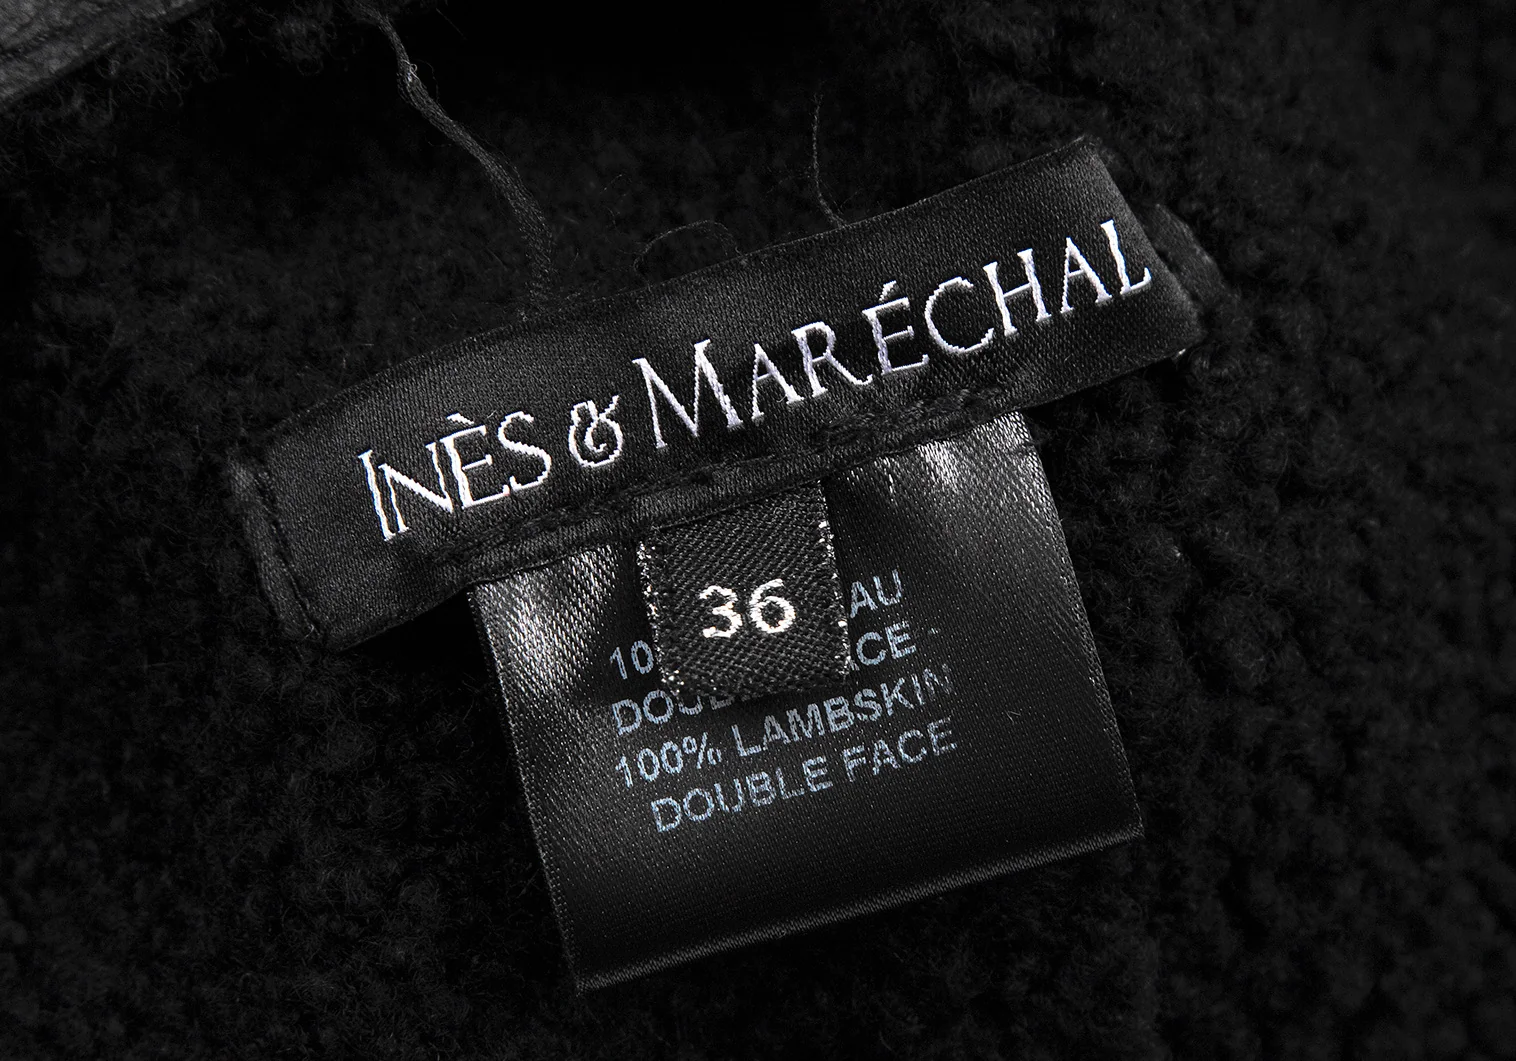 INÈS & MARÉCHAL
36
100% LAMBSKIN
DOUBLE FACE